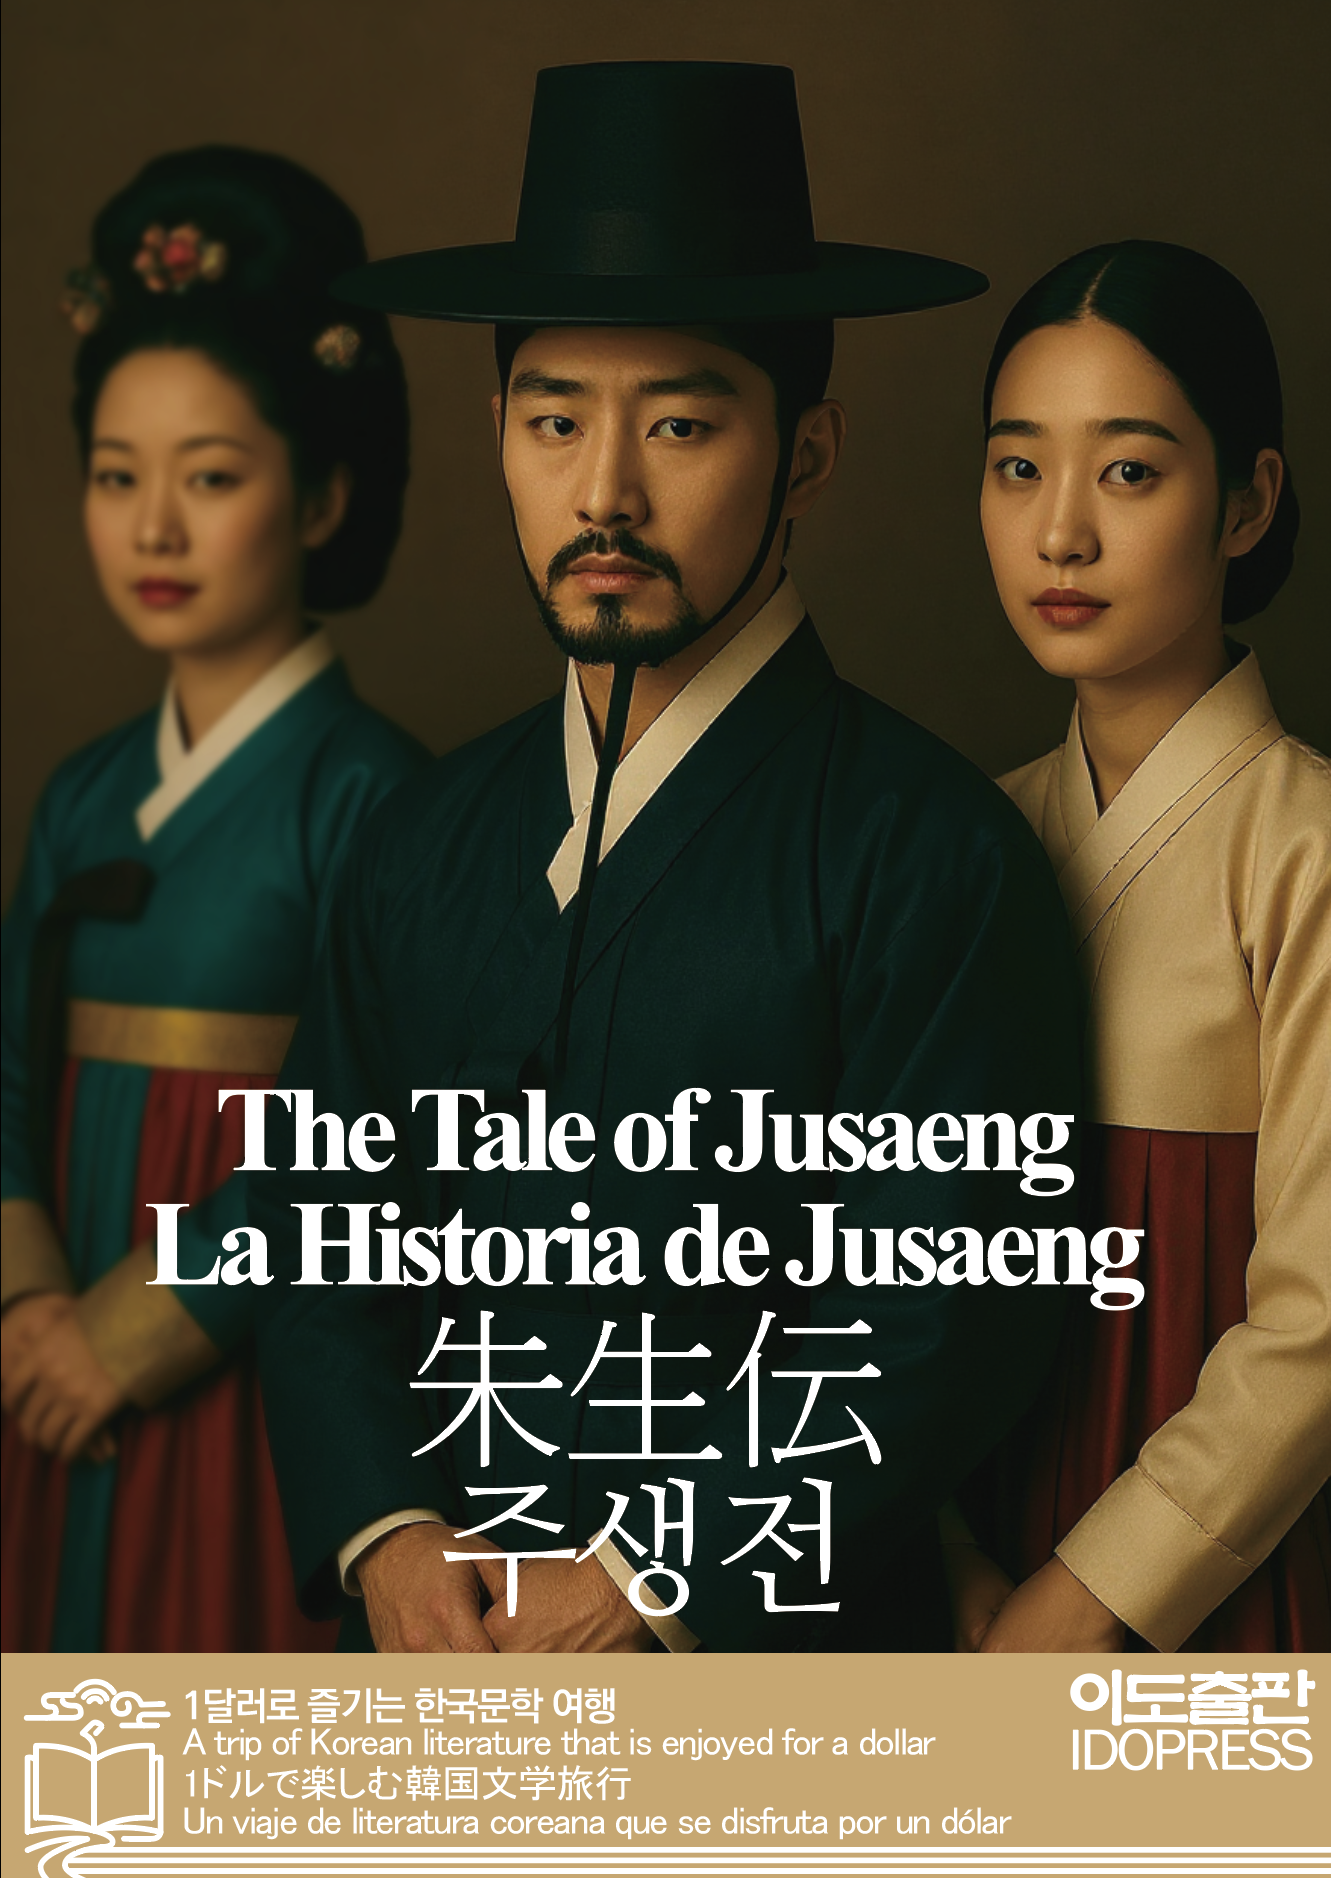 The Tale of Jusaeng
La Historia de Jusaeng
朱生伝
주생전
1달러로 즐기는 한국문학 여행
A trip of Korean literature that is enjoyed for a dollar
1ドルで楽しむ韓国文学旅行
Un viaje de literatura coreana que se disfruta por un dólar
이도출판
IDOPRESS